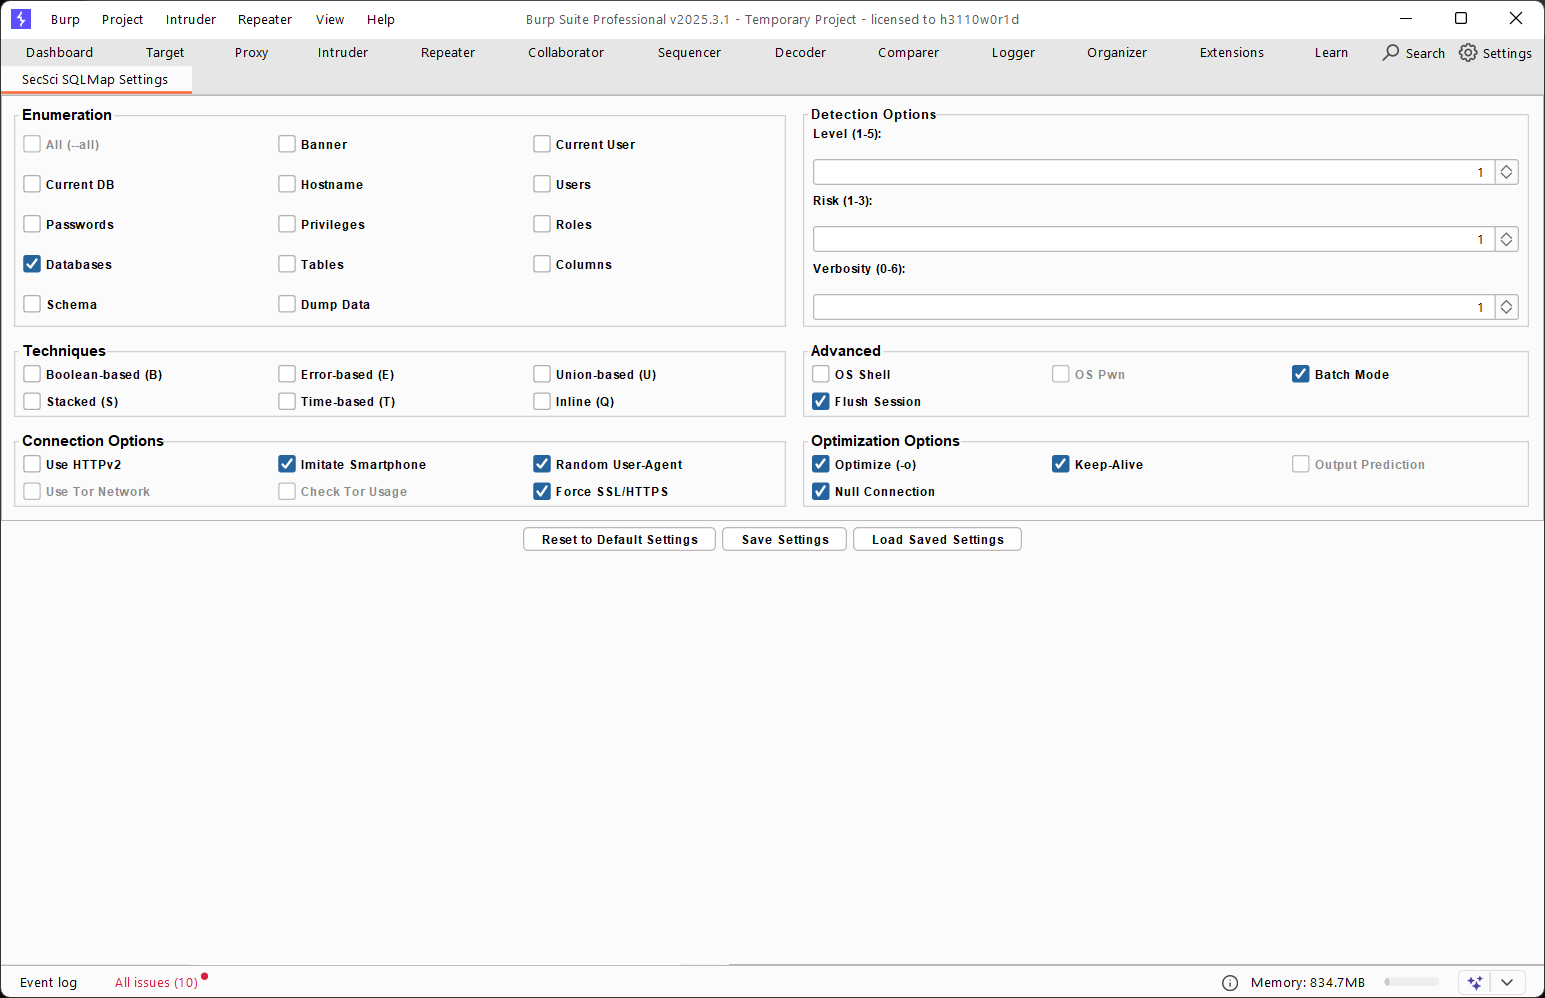 Burp Project Intruder Repeater View Help Burp Suite Professional v2025.3.1 - Temporary Project - licensed to h3110w0r1d
Dashboard Target Proxy Intruder Repeater Collaborator Sequencer Decoder Comparer Logger Organizer Extensions Learn Search Settings
SecSci SQLMap Settings
Enumeration
All (--all) Banner Current User
Current DB Hostname Users
Passwords Privileges Roles
Databases Tables Columns
Schema Dump Data
Detection Options
Level (1-5):
1
Risk (1-3):
1
Verbosity (0-6):
1
Techniques
Boolean-based (B) Error-based (E) Union-based (U)
Stacked (S) Time-based (T) Inline (Q)
Advanced
OS Shell OS Pwn Batch Mode
Flush Session
Connection Options
Use HTTPv2 Imitate Smartphone Random User-Agent
Use Tor Network Check Tor Usage Force SSL/HTTPS
Optimization Options
Optimize (-o) Keep-Alive Output Prediction
Null Connection
Reset to Default Settings Save Settings Load Saved Settings
Event log All issues (10) Memory: 834.7MB